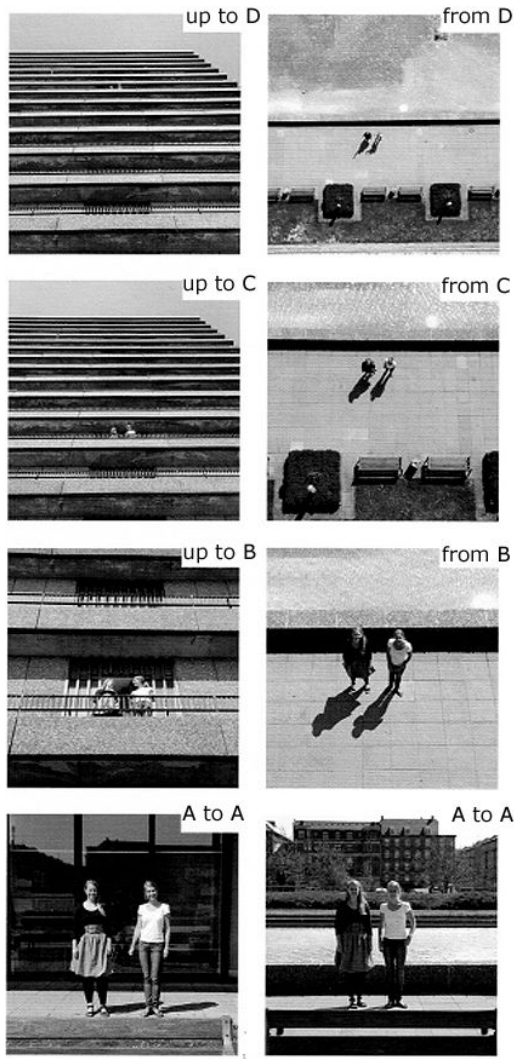 up to D
from D
up to C
from C
up to B
from B
A to A
A to A